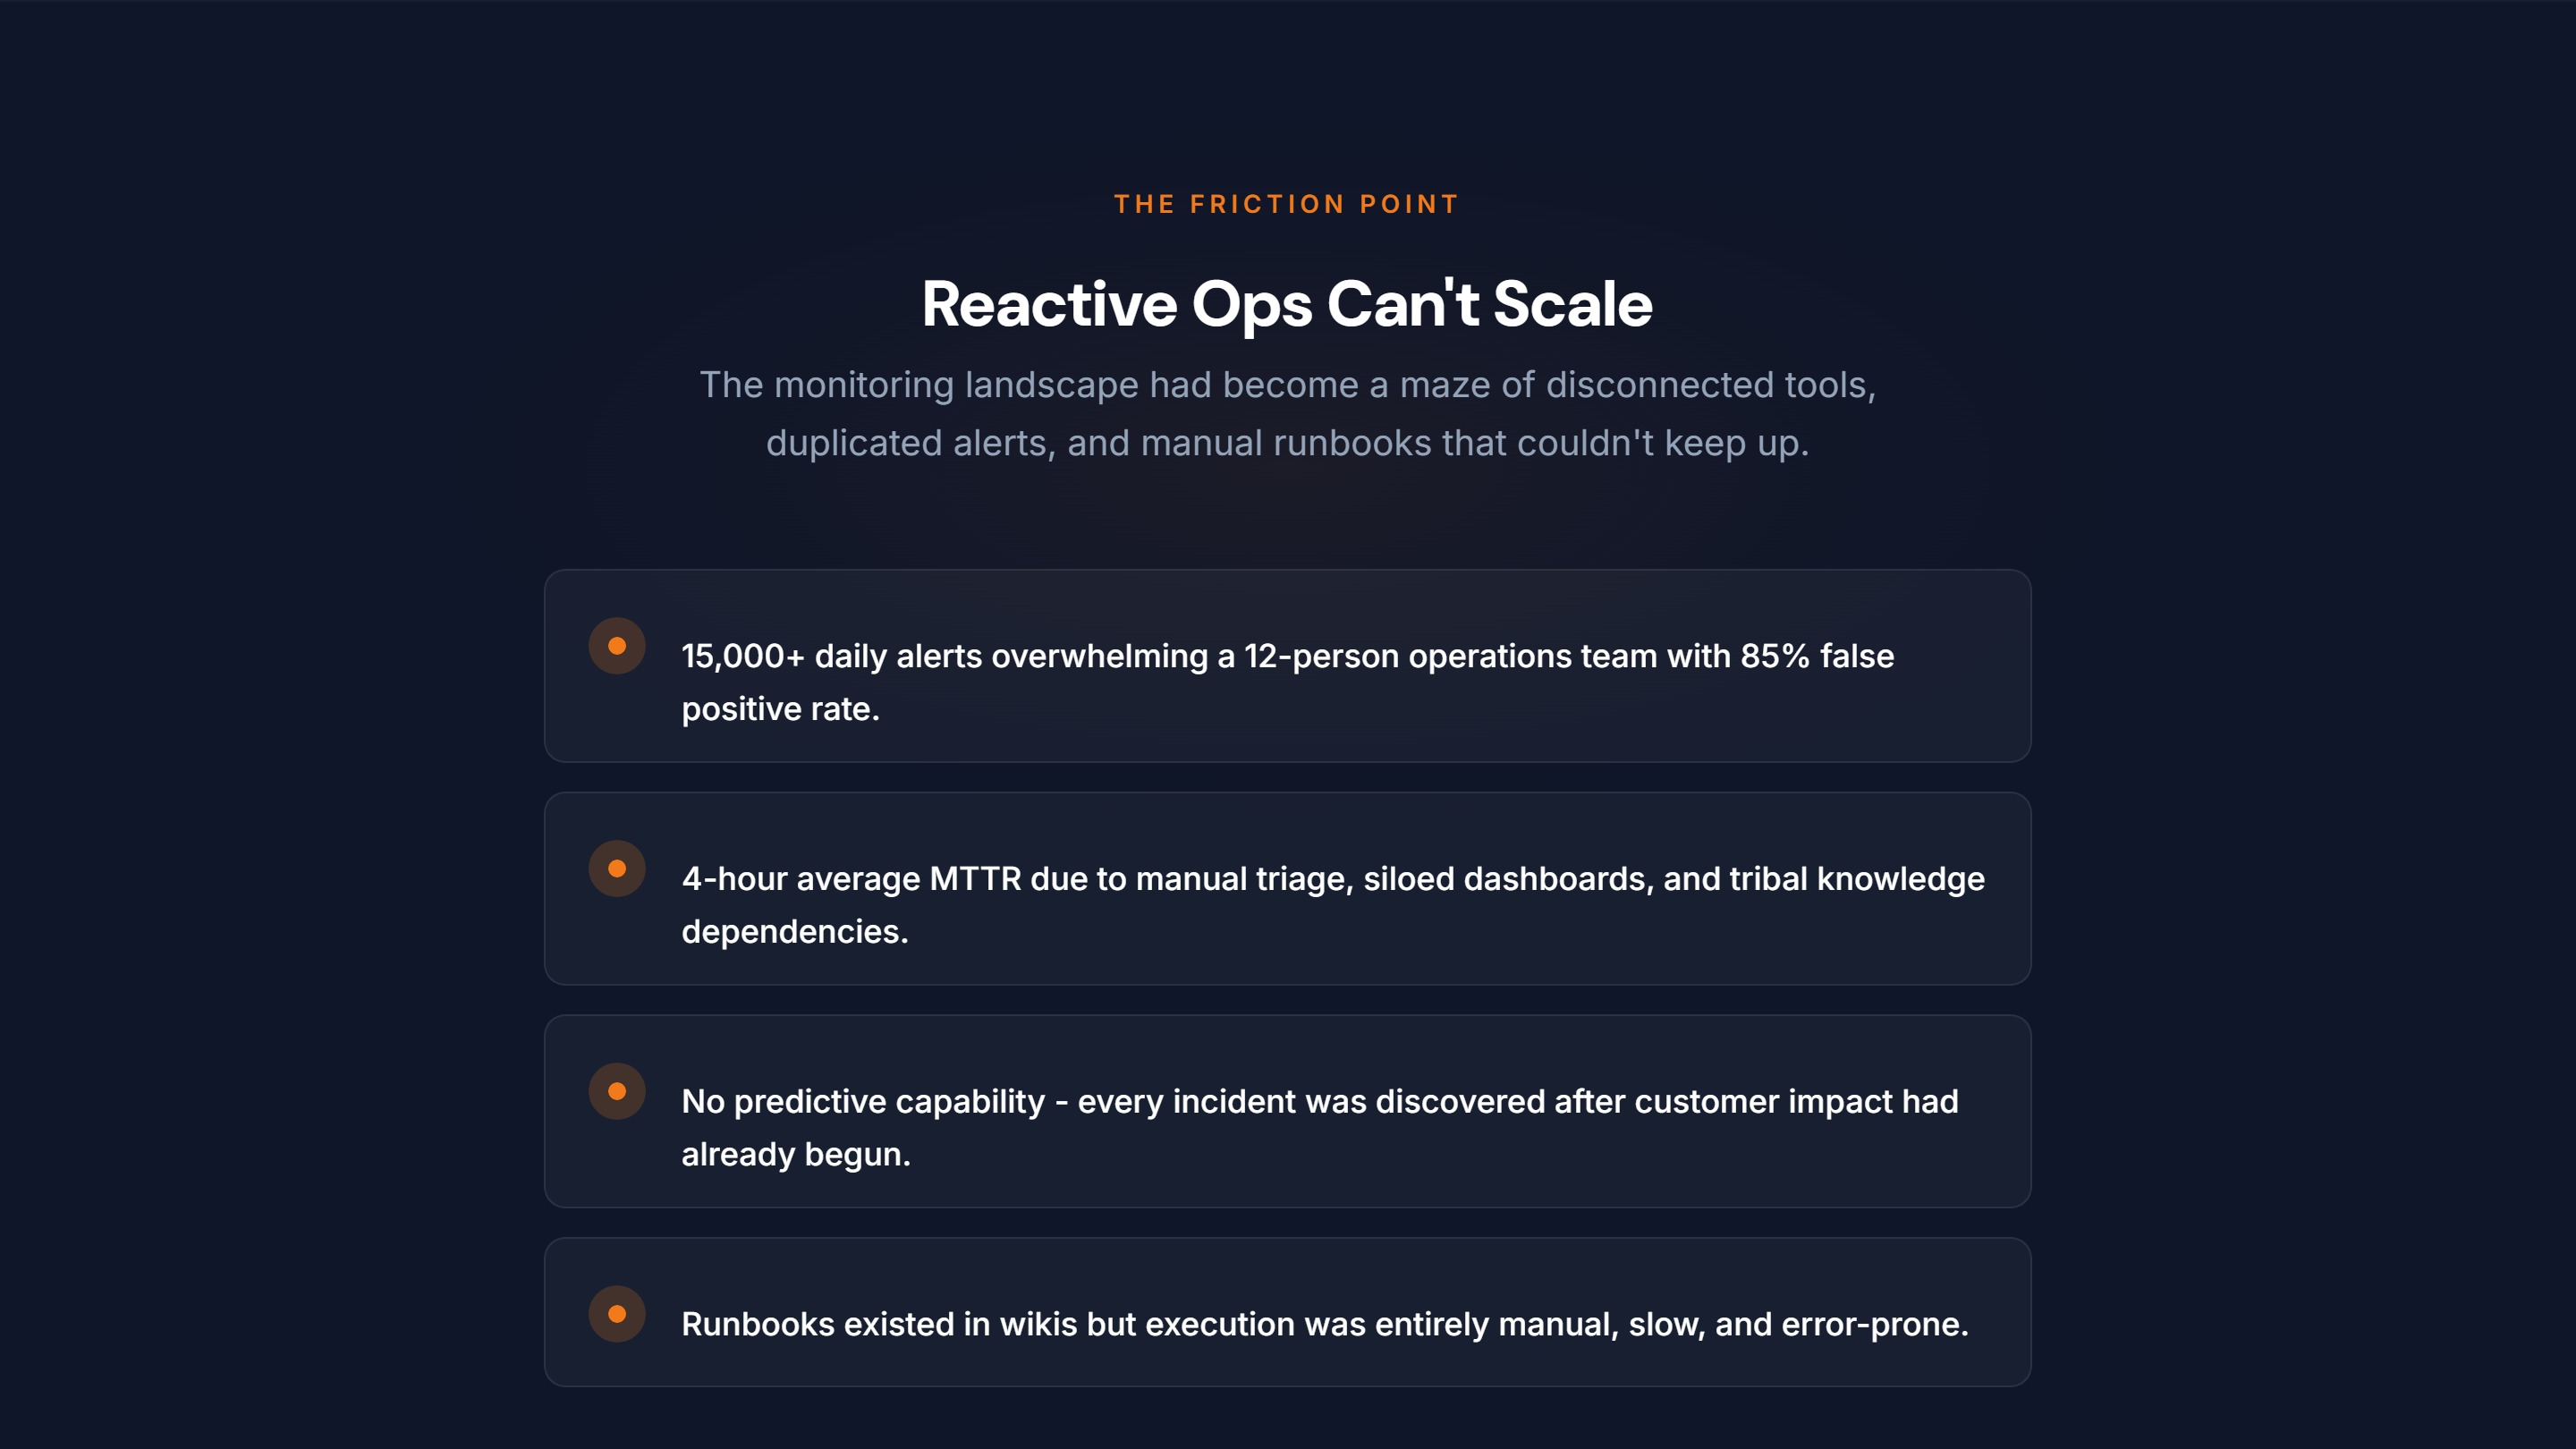 THE FRICTION POINT
Reactive Ops Can't Scale
The monitoring landscape had become a maze of disconnected tools,
duplicated alerts, and manual runbooks that couldn't keep up.
15,000+ daily alerts overwhelming a 12-person operations team with 85% false
positive rate.
4-hour average MTTR due to manual triage, siloed dashboards, and tribal knowledge
dependencies.
No predictive capability - every incident was discovered after customer impact had
already begun.
Runbooks existed in wikis but execution was entirely manual, slow, and error-prone.